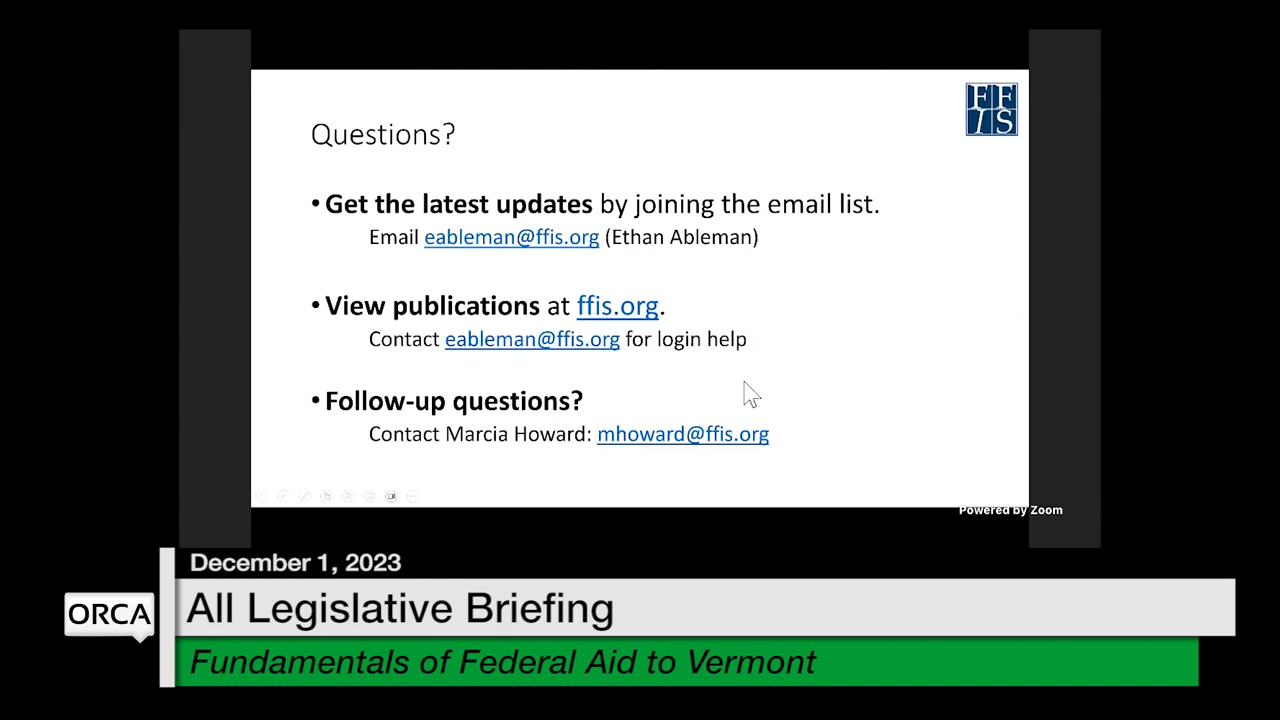 FF
IS
Questions?
• Get the latest updates by joining the email list.
Email eableman@ffis.org (Ethan Ableman)
• View publications at ffis.org.
Contact eableman@ffis.org for login help
• Follow-up questions?
Contact Marcia Howard: mhoward@ffis.org
Powered by Zoom
December 1, 2023
ORCA
All Legislative Briefing
Fundamentals of Federal Aid to Vermont